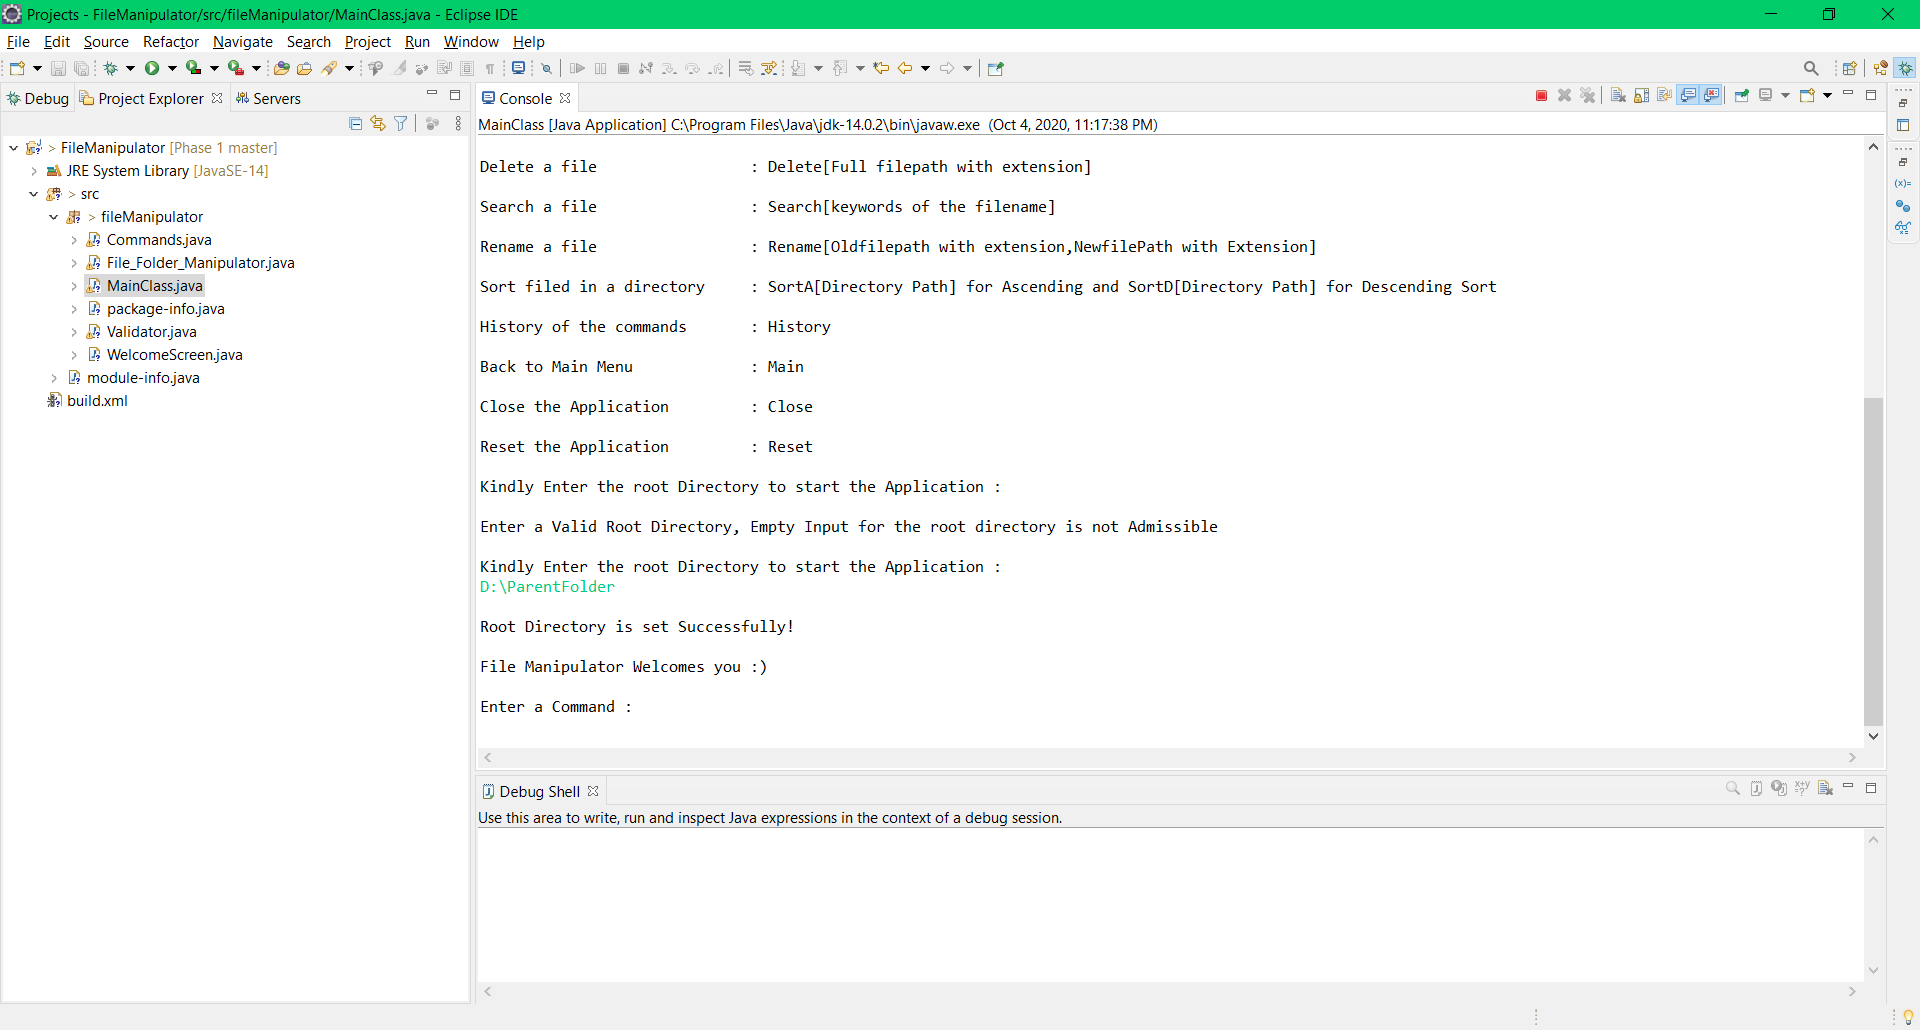 Projects - FileManipulator/src/fileManipulator/MainClass.java - Eclipse IDE
File Edit Source Refactor Navigate Search Project Run Window Help
Debug Project Explorer Servers
FileManipulator [Phase 1 master]
JRE System Library [JavaSE-14]
src
fileManipulator
Commands.java
File_Folder_Manipulator.java
MainClass.java
package-info.java
Validator.java
WelcomeScreen.java
module-info.java
build.xml
Console
MainClass [Java Application] C:\Program Files\Java\jdk-14.0.2\bin\javaw.exe (Oct 4, 2020, 11:17:38 PM)
Delete a file : Delete[Full filepath with extension]
Search a file : Search[keywords of the filename]
Rename a file : Rename[Oldfilepath with extension,NewfilePath with Extension]
Sort filed in a directory : SortA[Directory Path] for Ascending and SortD[Directory Path] for Descending Sort
History of the commands : History
Back to Main Menu : Main
Close the Application : Close
Reset the Application : Reset
Kindly Enter the root Directory to start the Application :
Enter a Valid Root Directory, Empty Input for the root directory is not Admissible
Kindly Enter the root Directory to start the Application :
D:\ParentFolder
Root Directory is set Successfully!
File Manipulator Welcomes you :)
Enter a Command :
Debug Shell
Use this area to write, run and inspect Java expressions in the context of a debug session.